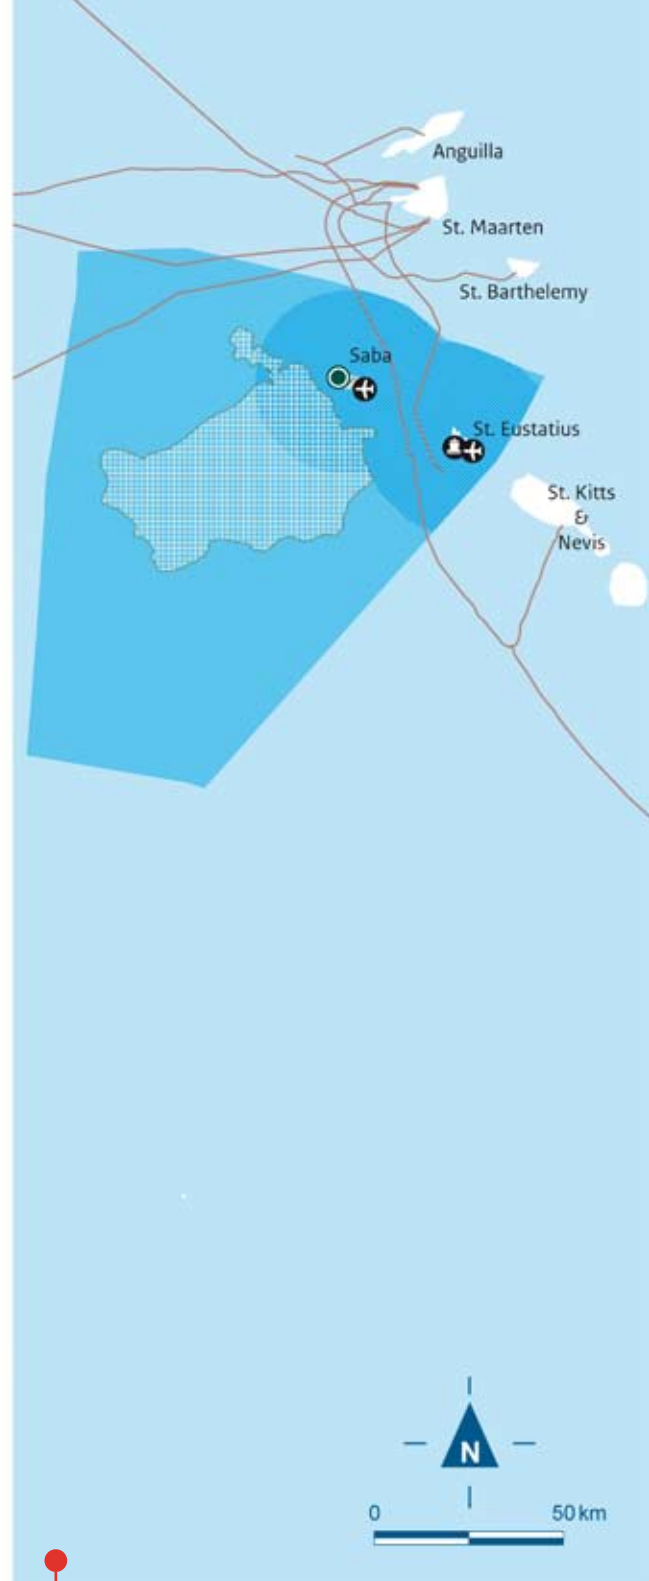 Anguilla
St. Maarten
St. Barthelemy
Saba
St. Eustatius
St. Kitts
&
Nevis
N
0 50 km